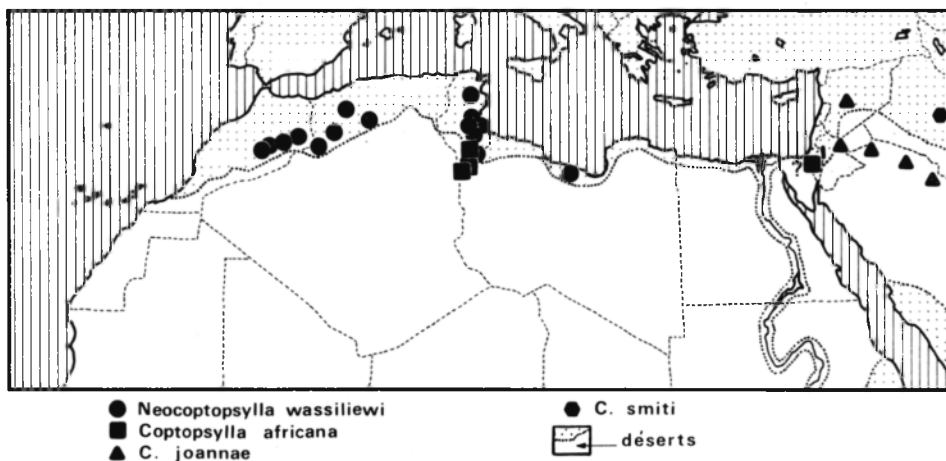 Neocoptopsylla wassiliewi
Coptopsylla africana
C. joannae
C. smiti
déserts